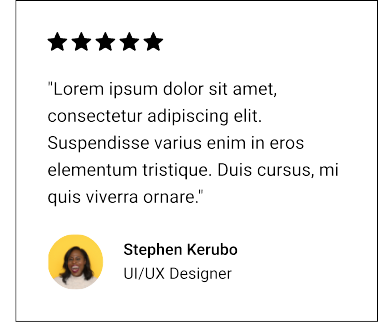 "Lorem ipsum dolor sit amet,
consectetur adipiscing elit.
Suspendisse varius enim in eros
elementum tristique. Duis cursus, mi
quis viverra ornare."
Stephen Kerubo
UI/UX Designer